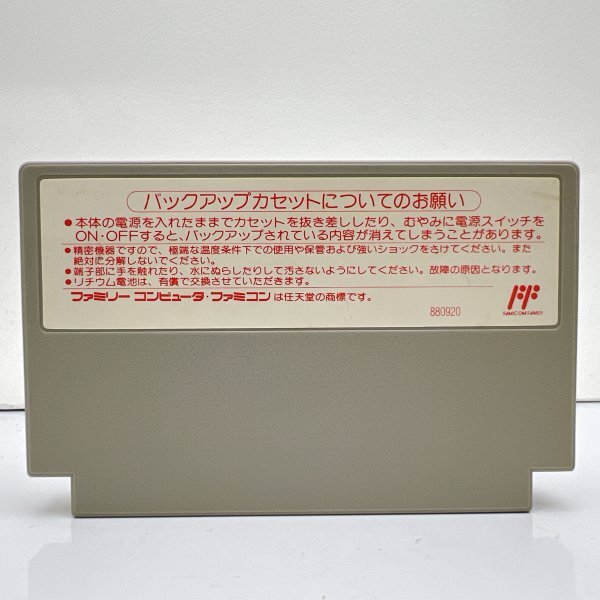 バックアップカセットについてのお願い
●本体の電源を入れたままでカセットを抜き差ししたり、むやみに電源スイッチを
ON・OFFすると、バックアップされている内容が消えてしまうことがあります。
●精密機器ですので、極端な温度条件下での使用や保管および強いショックをさけてください。また
絶対に分解しないでください。
●端子部に手を触れたり、水にぬらしたりして汚さないようにしてください。故障の原因となります。
●リチウム電池は、有償で交換させていただきます。
ファミリー コンピュータ・ファミコン は任天堂の商標です。
880920
FAMICOM FAMILY